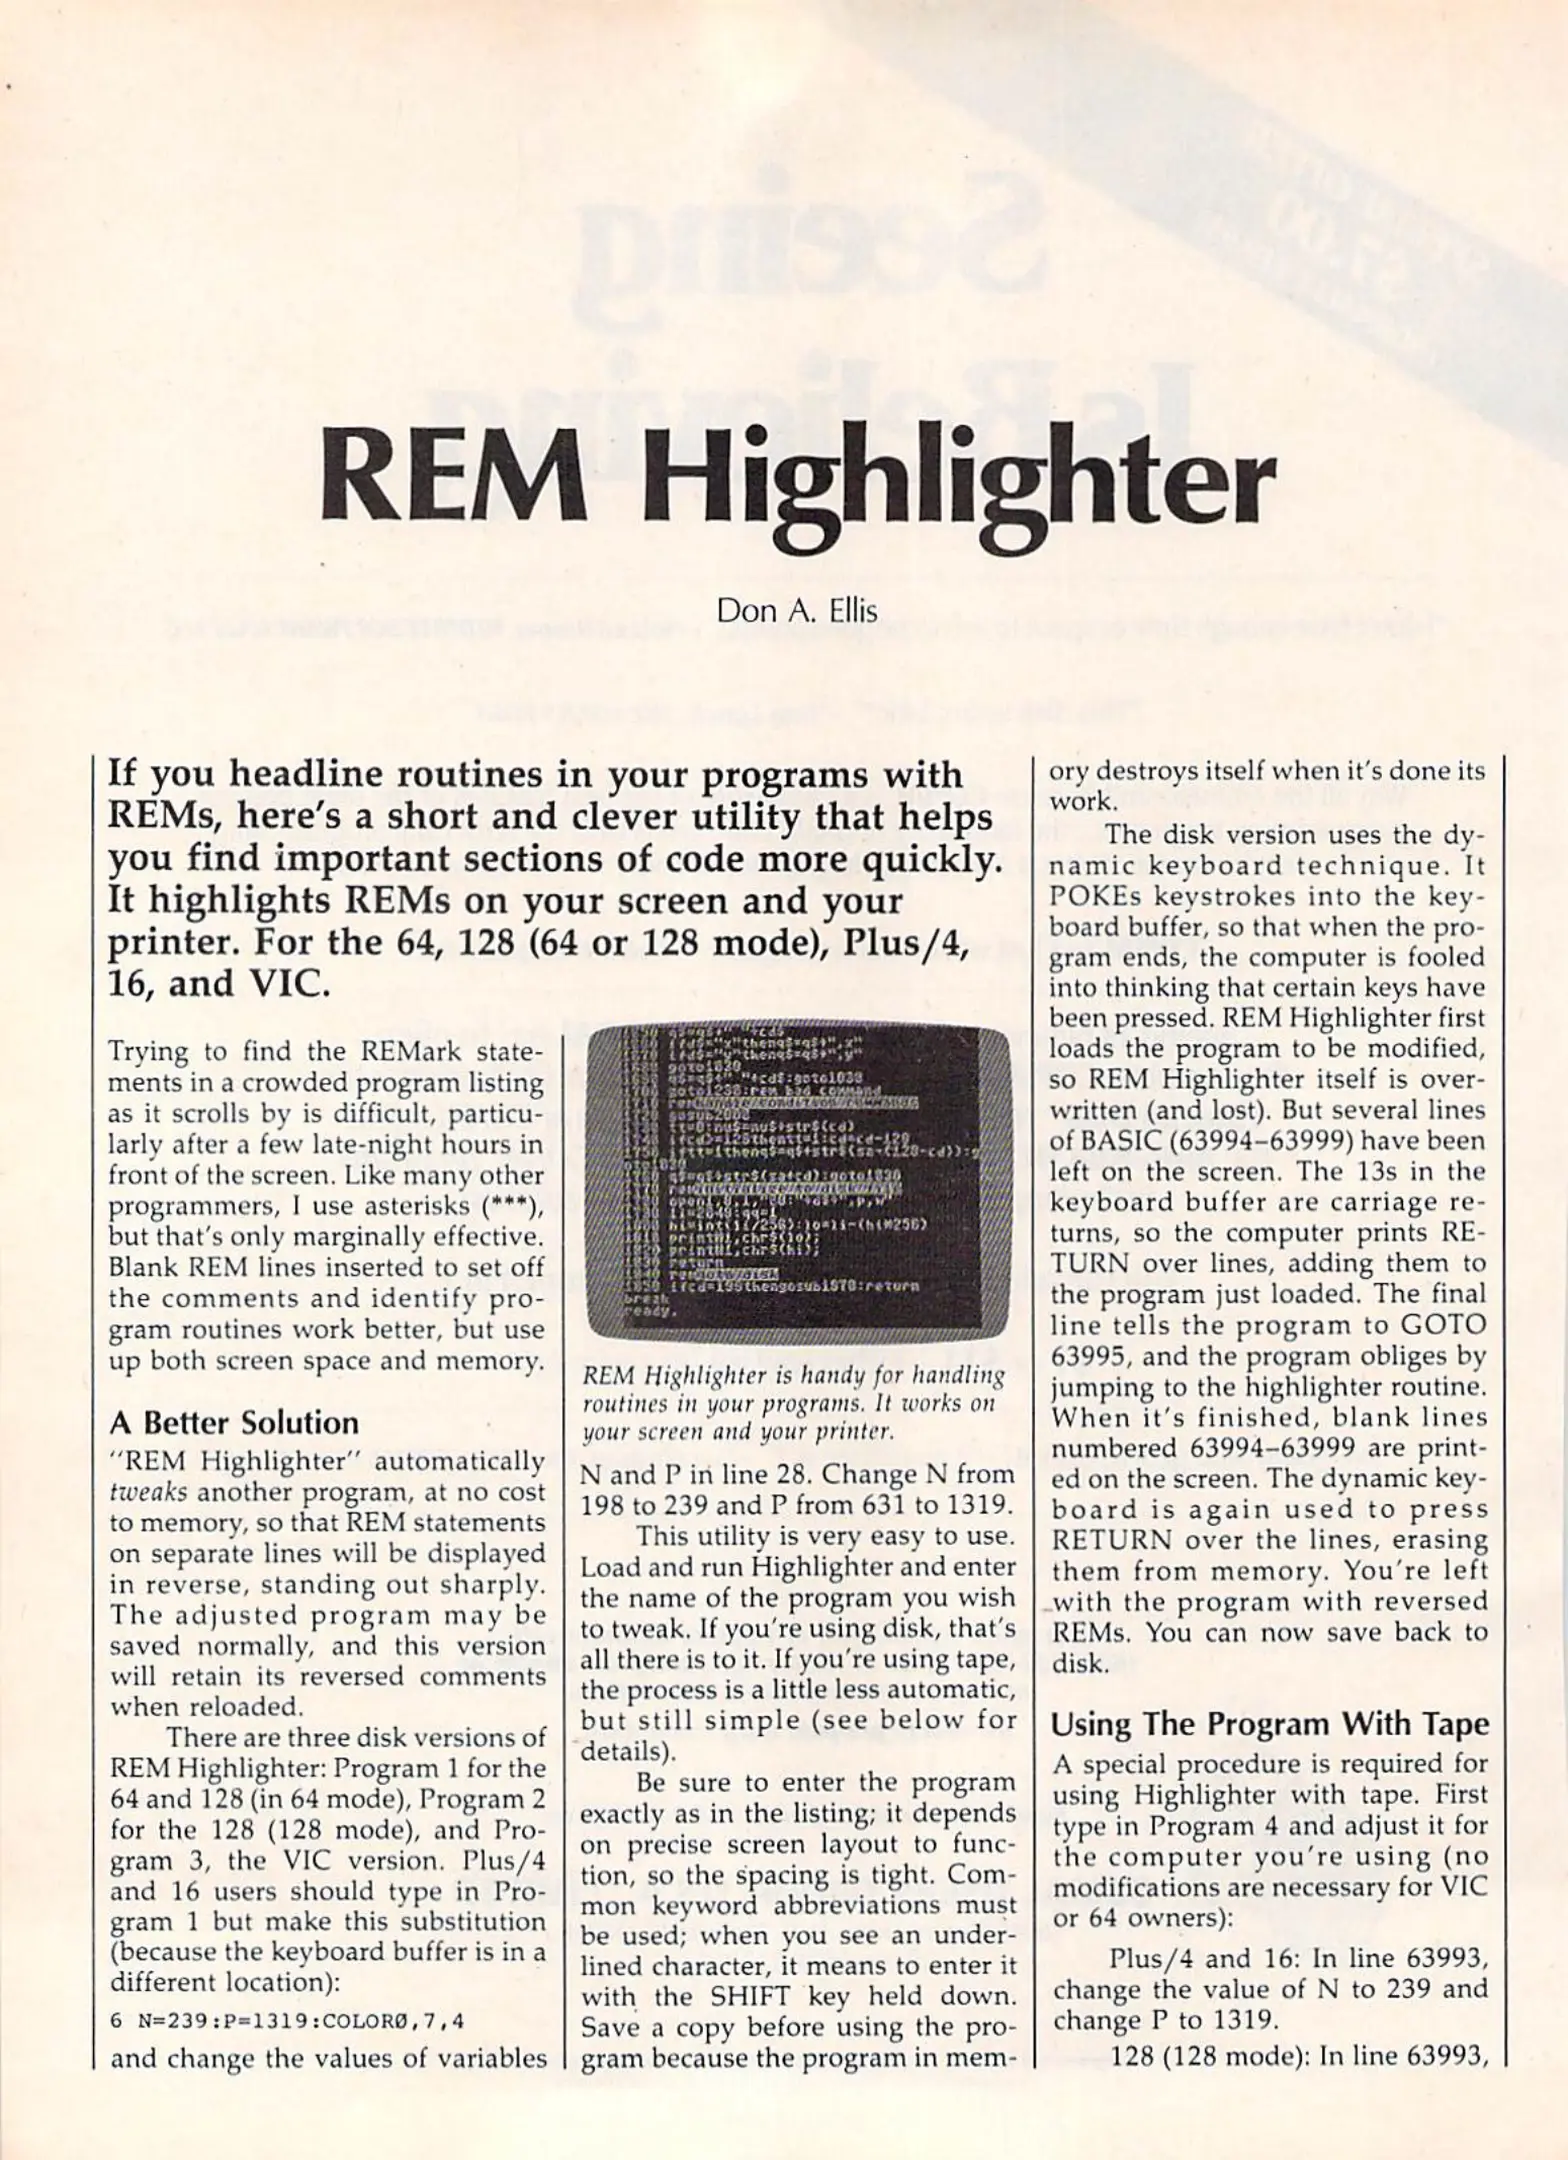 REM Highlighter
Don A. Ellis
If you headline routines in your programs with
REMs, here's a short and clever utility that helps
you find important sections of code more quickly.
It highlights REMs on your screen and your
printer. For the 64, 128 (64 or 128 mode), Plus/4,
16, and VIC.
Trying to find the REMark state-
ments in a crowded program listing
as it scrolls by is difficult, particu-
larly after a few late-night hours in
front of the screen. Like many other
programmers, I use asterisks (***),
but that's only marginally effective.
Blank REM lines inserted to set off
the comments and identify pro-
gram routines work better, but use
up both screen space and memory.
A Better Solution
"REM Highlighter" automatically
tweaks another program, at no cost
to memory, so that REM statements
on separate lines will be displayed
in reverse, standing out sharply.
The adjusted program may be
saved normally, and this version
will retain its reversed comments
when reloaded.
There are three disk versions of
REM Highlighter: Program 1 for the
64 and 128 (in 64 mode), Program 2
for the 128 (128 mode), and Pro-
gram 3, the VIC version. Plus/4
and 16 users should type in Pro-
gram 1 but make this substitution
(because the keyboard buffer is in a
different location):
6 N=239:P=1319:COLOR0,7,4
and change the values of variables
goto1020
return
break
ready.
REM Highlighter is handy for handling
routines in your programs. It works on
your screen and your printer.
N and P in line 28. Change N from
198 to 239 and P from 631 to 1319.
This utility is very easy to use.
Load and run Highlighter and enter
the name of the program you wish
to tweak. If you're using disk, that's
all there is to it. If you're using tape,
the process is a little less automatic,
but still simple (see below for
details).
Be sure to enter the program
exactly as in the listing; it depends
on precise screen layout to func-
tion, so the spacing is tight. Com-
mon keyword abbreviations must
be used; when you see an under-
lined character, it means to enter it
with the SHIFT key held down.
Save a copy before using the pro-
gram because the program in mem-
ory destroys itself when it's done its
work.
The disk version uses the dy-
namic keyboard technique. It
POKEs keystrokes into the key-
board buffer, so that when the pro-
gram ends, the computer is fooled
into thinking that certain keys have
been pressed. REM Highlighter first
loads the program to be modified,
so REM Highlighter itself is over-
written (and lost). But several lines
of BASIC (63994–63999) have been
left on the screen. The 13s in the
keyboard buffer are carriage re-
turns, so the computer prints RE-
TURN over lines, adding them to
the program just loaded. The final
line tells the program to GOTO
63995, and the program obliges by
jumping to the highlighter routine.
When it's finished, blank lines
numbered 63994–63999 are print-
ed on the screen. The dynamic key-
board is again used to press
RETURN over the lines, erasing
them from memory. You're left
with the program with reversed
REMs. You can now save back to
disk.
Using The Program With Tape
A special procedure is required for
using Highlighter with tape. First
type in Program 4 and adjust it for
the computer you're using (no
modifications are necessary for VIC
or 64 owners):
Plus/4 and 16: In line 63993,
change the value of N to 239 and
change P to 1319.
128 (128 mode): In line 63993,